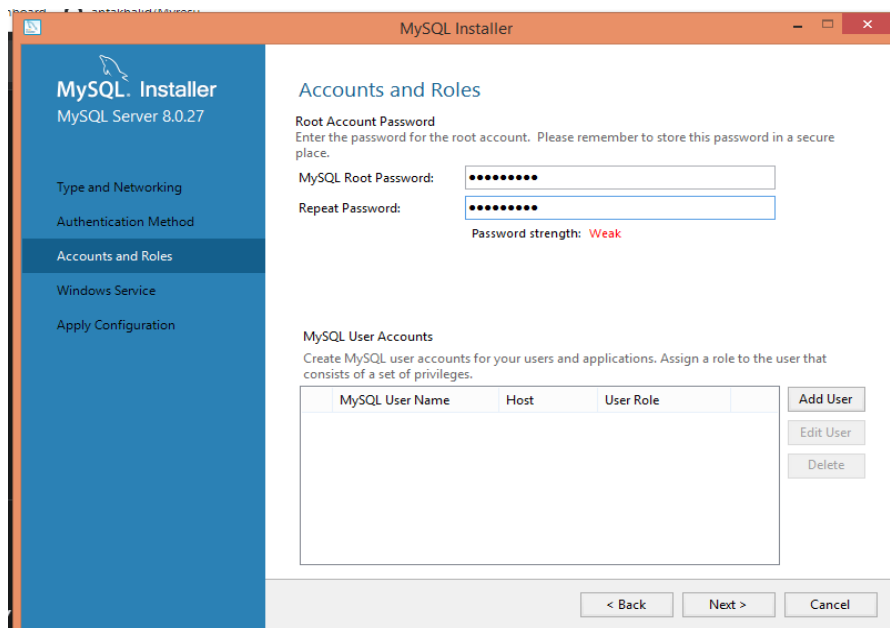 MySQL Installer
MySQL. Installer
MySQL Server 8.0.27
Type and Networking
Authentication Method
Accounts and Roles
Windows Service
Apply Configuration
Accounts and Roles
Root Account Password
Enter the password for the root account. Please remember to store this password in a secure
place.
MySQL Root Password: ●●●●●●●●●
Repeat Password: ●●●●●●●●●
Password strength: Weak
MySQL User Accounts
Create MySQL user accounts for your users and applications. Assign a role to the user that
consists of a set of privileges.
MySQL User Name Host User Role
Add User
Edit User
Delete
< Back Next > Cancel